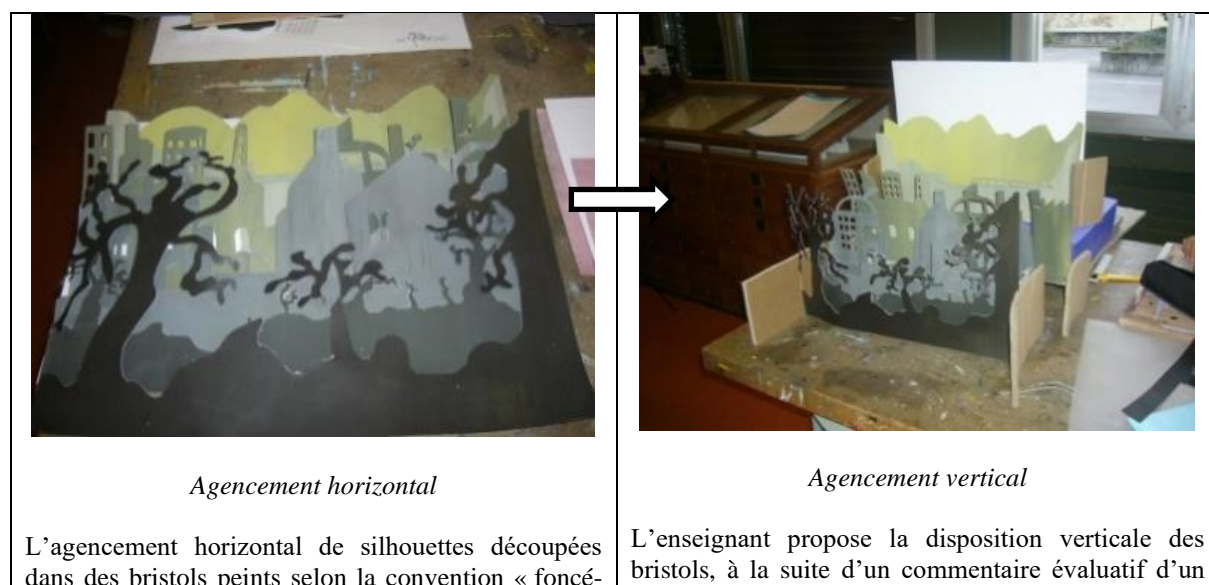 Agencement horizontal
L’agencement horizontal de silhouettes découpées
dans des bristols peints selon la convention « foncé-
Agencement vertical
L’enseignant propose la disposition verticale des
bristols, à la suite d’un commentaire évaluatif d’un